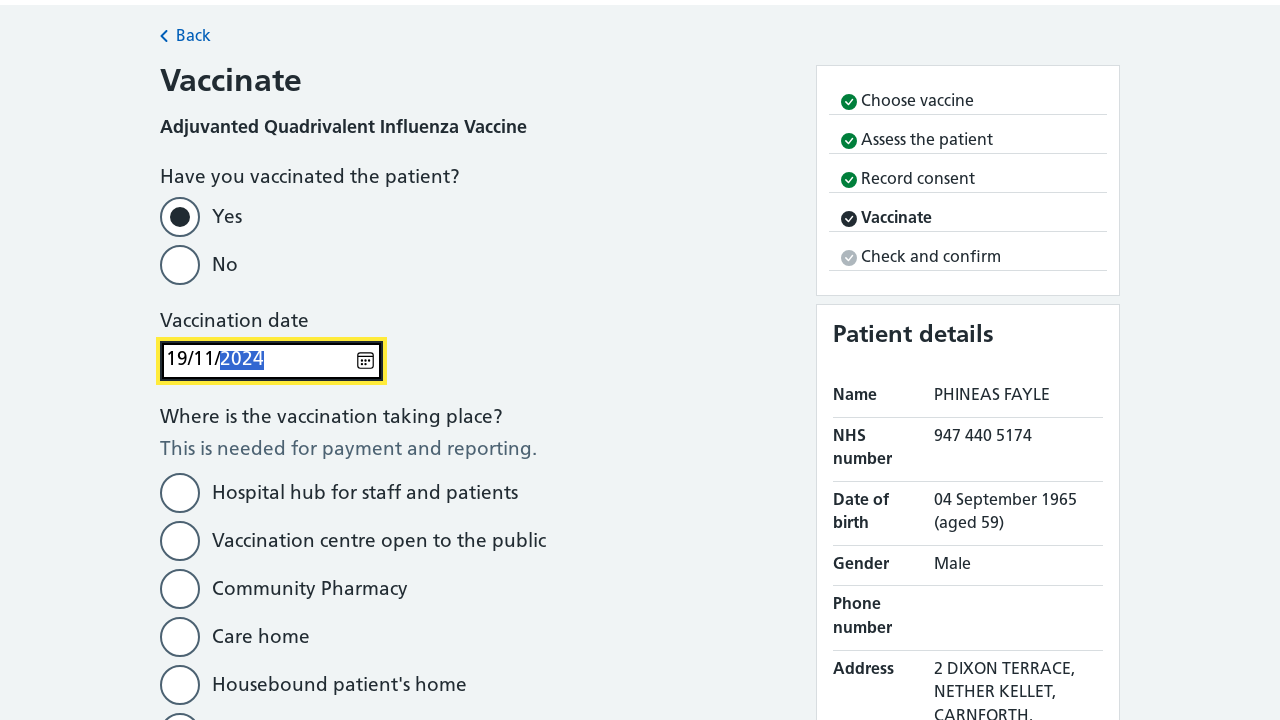 Back
Vaccinate
Adjuvanted Quadrivalent Influenza Vaccine
Have you vaccinated the patient?
Yes
No
Vaccination date
19/11/2024
Where is the vaccination taking place?
This is needed for payment and reporting.
Hospital hub for staff and patients
Vaccination centre open to the public
Community Pharmacy
Care home
Housebound patient's home
Choose vaccine
Assess the patient
Record consent
Vaccinate
Check and confirm
Patient details
Name PHINEAS FAYLE
NHS number 947 440 5174
Date of birth 04 September 1965 (aged 59)
Gender Male
Phone number
Address 2 DIXON TERRACE,
NETHER KELLET,
CARNFORTH,